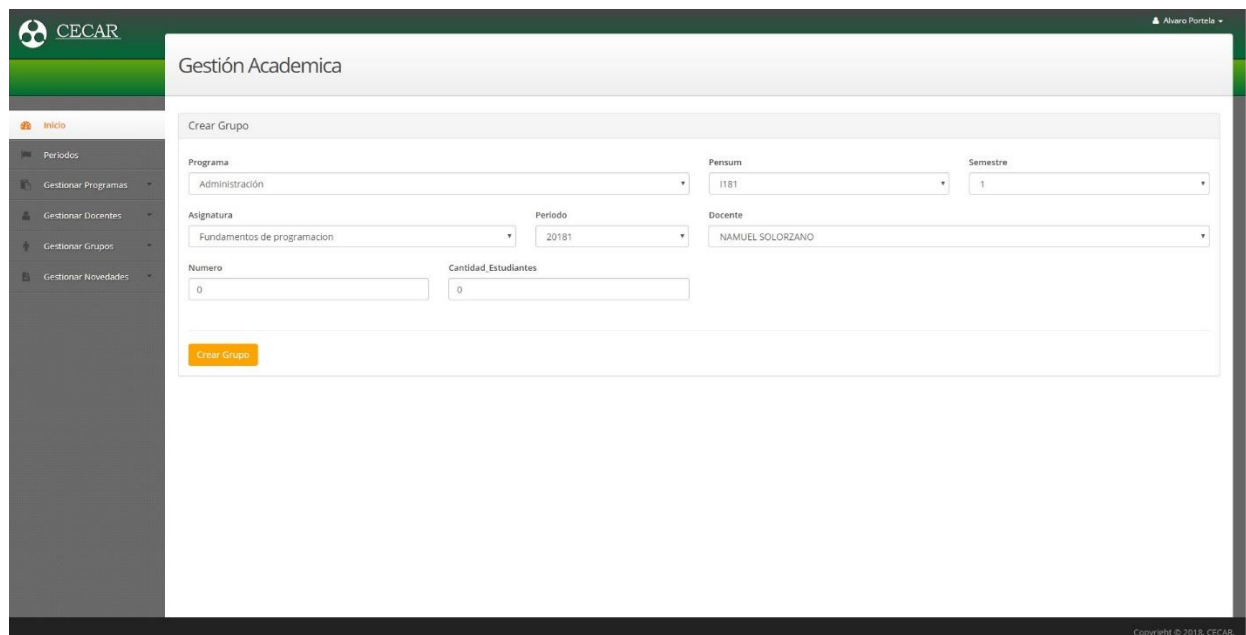 CECAR
Alvaro Portela
Gestión Academica
Inicio
Periodos
Gestionar Programas
Gestionar Docentes
Gestionar Grupos
Gestionar Novedades
Crear Grupo
Programa Pensum Semestre
Administración I181 1
Asignatura Periodo Docente
Fundamentos de programacion 20181 NAMUEL SOLORZANO
Numero Cantidad_Estudiantes
0 0
Crear Grupo
Copyright © 2018, CECAR